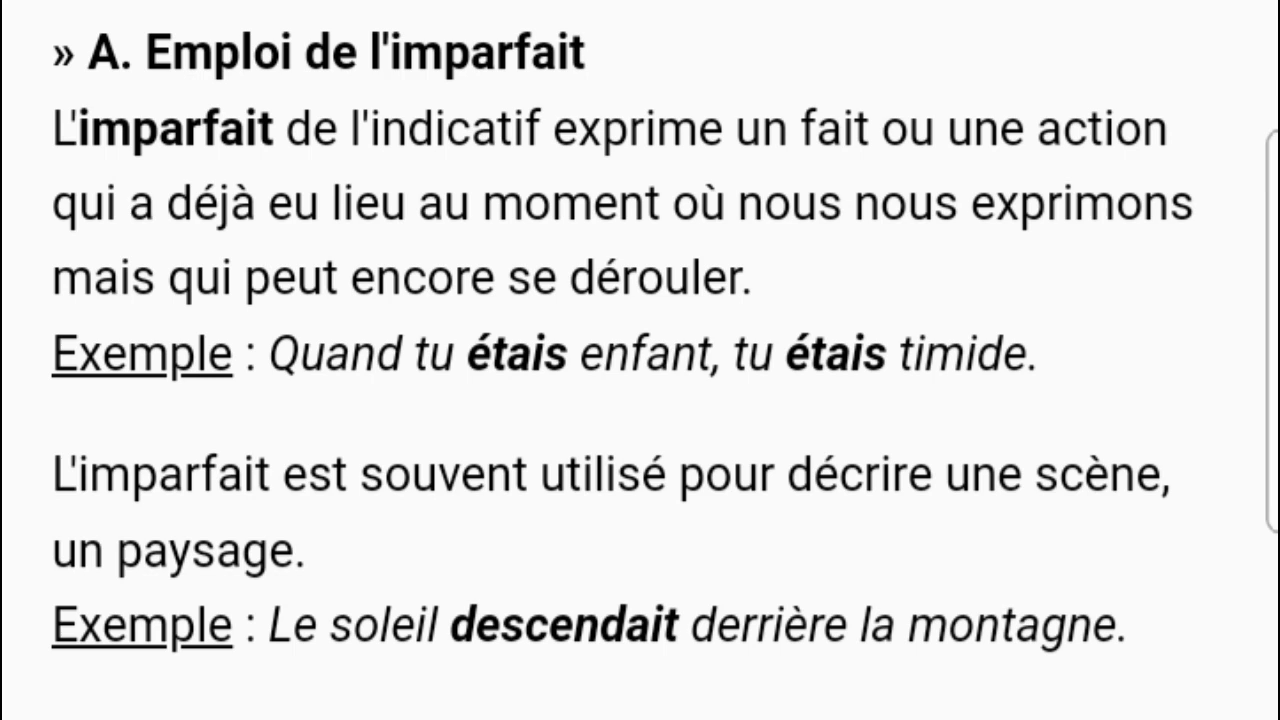 » A. Emploi de l'imparfait
L'imparfait de l'indicatif exprime un fait ou une action
qui a déjà eu lieu au moment où nous nous exprimons
mais qui peut encore se dérouler.
Exemple : Quand tu étais enfant, tu étais timide.
L'imparfait est souvent utilisé pour décrire une scène,
un paysage.
Exemple : Le soleil descendait derrière la montagne.